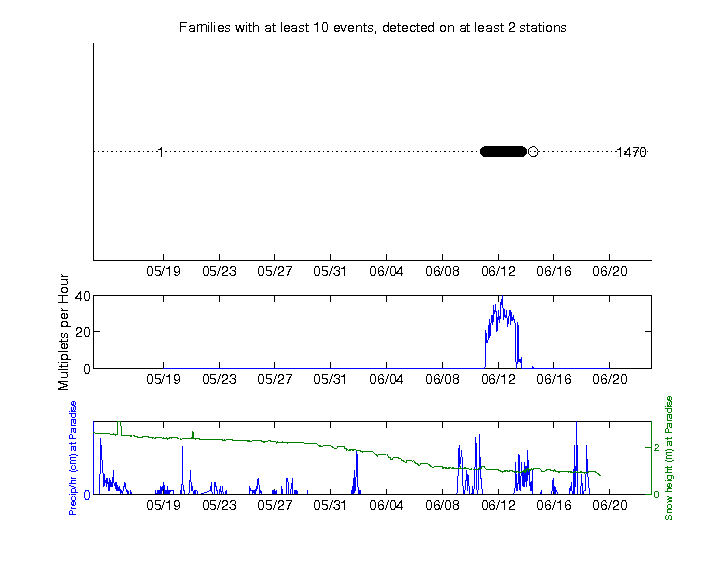 Families with at least 10 events, detected on at least 2 stations
1 1470
05/19 05/23 05/27 05/31 06/04 06/08 06/12 06/16 06/20
Multiplets per Hour
40
20
0
05/19 05/23 05/27 05/31 06/04 06/08 06/12 06/16 06/20
Precip/hr (cm) at Paradise
0
2
0
Snow height (m) at Paradise
05/19 05/23 05/27 05/31 06/04 06/08 06/12 06/16 06/20